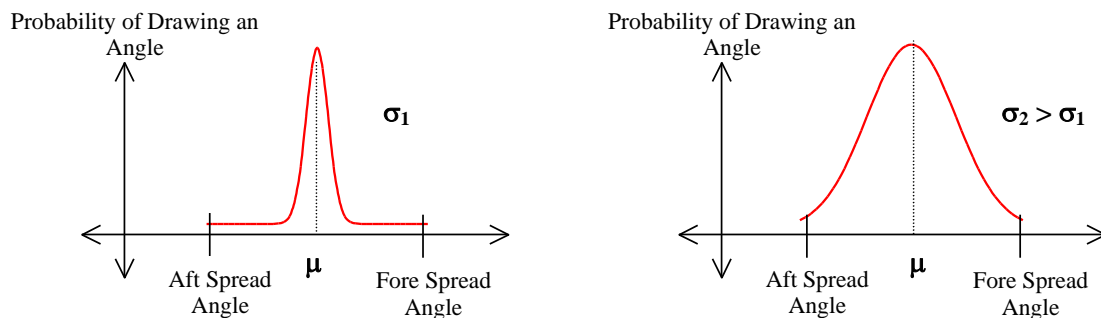 Probability of Drawing an
Angle
σ1
μ
Aft Spread
Angle
Fore Spread
Angle
Probability of Drawing an
Angle
σ2 > σ1
μ
Aft Spread
Angle
Fore Spread
Angle